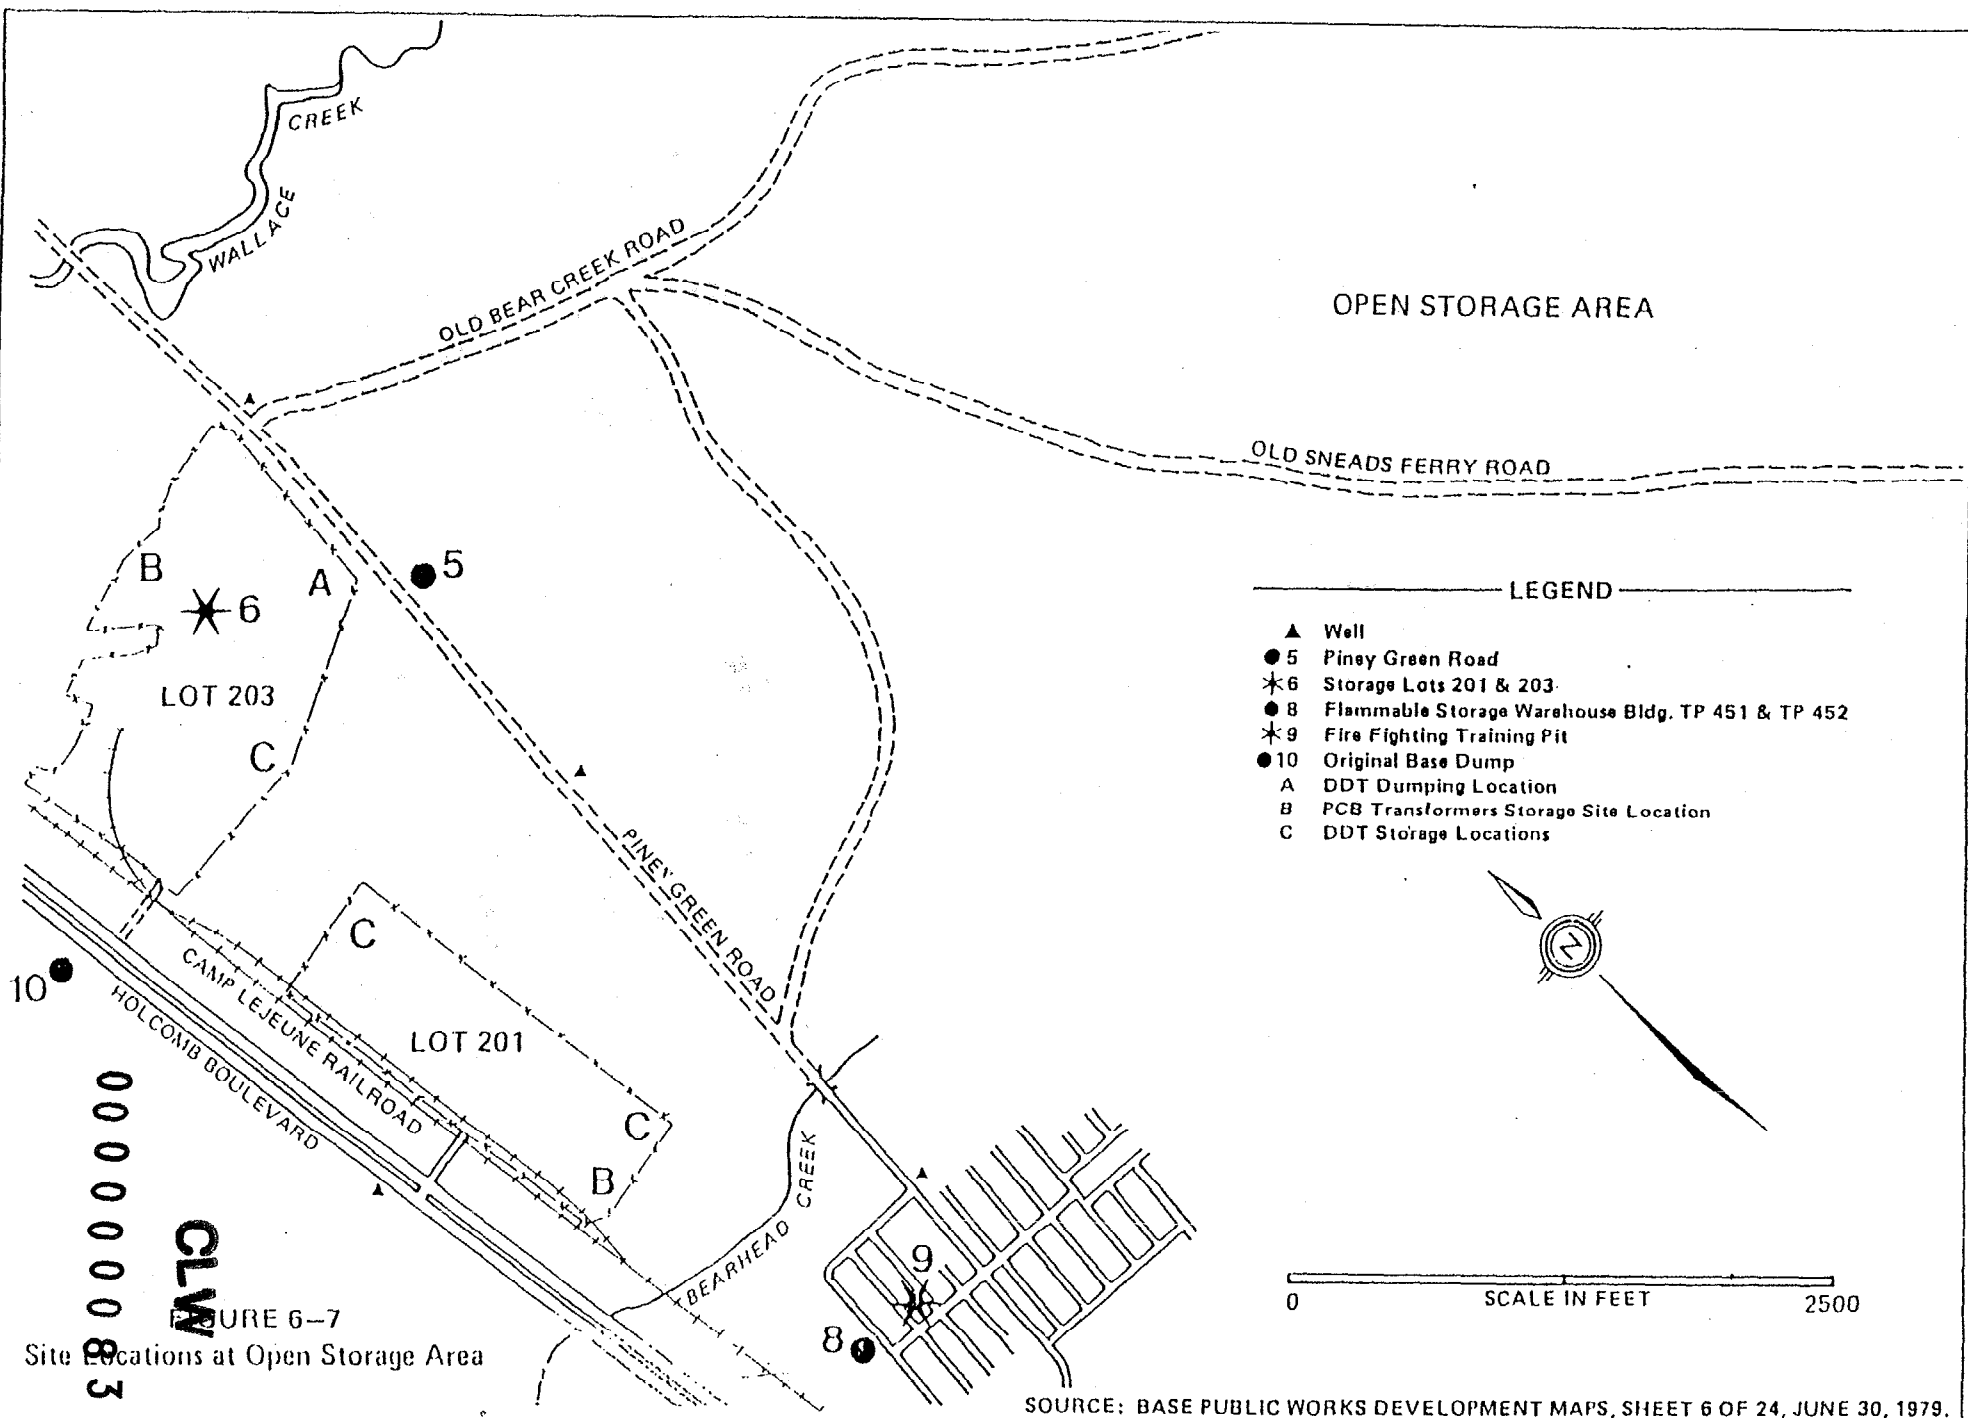 CREEK
WALLACE
OLD BEAR CREEK ROAD
OPEN STORAGE AREA
OLD SNEADS FERRY ROAD
B
A
5
6
LOT 203
C
LEGEND
▲ Well
● 5 Piney Green Road
6 Storage Lots 201 & 203
● 8 Flammable Storage Warehouse Bldg. TP 451 & TP 452
9 Fire Fighting Training Pit
● 10 Original Base Dump
A DDT Dumping Location
B PCB Transformers Storage Site Location
C DDT Storage Locations
PINEY GREEN ROAD
C
10
CAMP LEJEUNE RAILROAD
HOLCOMB BOULEVARD
LOT 201
C
B
BEARHEAD CREEK
N
9
8
0 SCALE IN FEET 2500
CLW
0000000083
FIGURE 6-7
Site Locations at Open Storage Area
SOURCE: BASE PUBLIC WORKS DEVELOPMENT MAPS, SHEET 6 OF 24, JUNE 30, 1979.